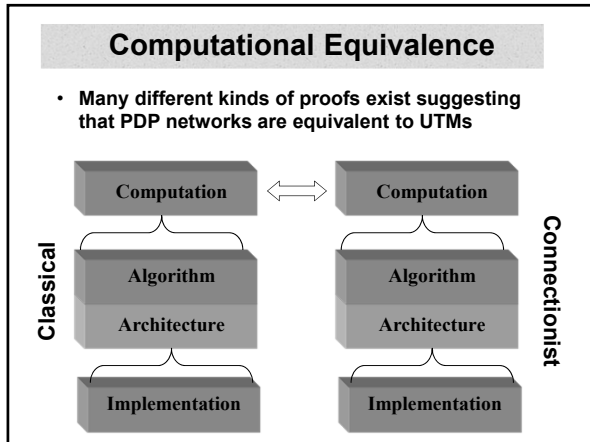 Computational Equivalence
• Many different kinds of proofs exist suggesting
that PDP networks are equivalent to UTMs
Classical
Computation
Algorithm
Architecture
Implementation
Computation
Algorithm
Architecture
Implementation
Connectionist